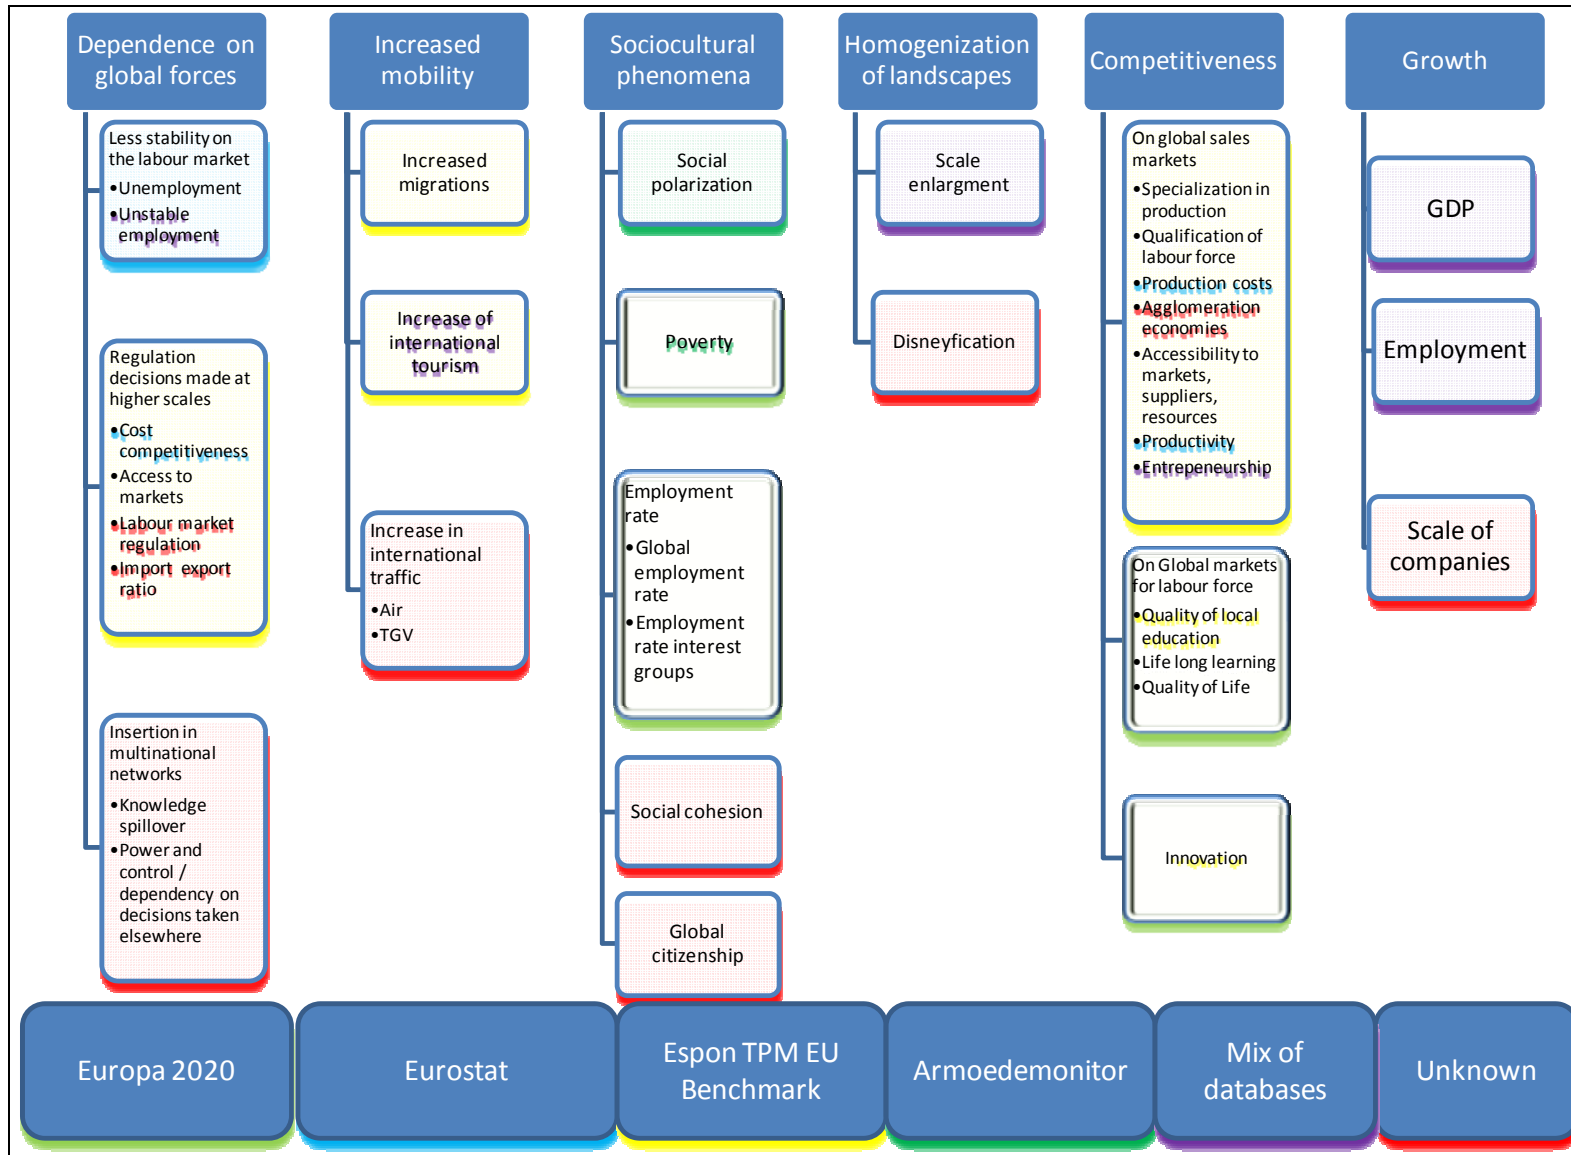 Dependence on
global forces
Less stability on
the labour market
•Unemployment
•Unstable
employment
Regulation
decisions made at
higher scales
•Cost
competitiveness
•Access to
markets
•Labour market
regulation
•Import export
ratio
Insertion in
multinational
networks
•Knowledge
spillover
•Power and
control /
dependency on
decisions taken
elsewhere
Increased
mobility
Increased
migrations
Increase of
international
tourism
Increase in
international
traffic
•Air
•TGV
Sociocultural
phenomena
Social
polarization
Poverty
Employment
rate
•Global
employment
rate
•Employment
rate interest
groups
Social cohesion
Global
citizenship
Homogenization
of landscapes
Scale
enlargment
Disneyfication
Competitiveness
On global sales
markets
•Specialization in
production
•Qualification of
labour force
•Production costs
•Agglomeration
economies
•Accessibility to
markets,
suppliers,
resources
•Productivity
•Entrepeneurship
On Global markets
for labour force
•Quality of local
education
•Life long learning
•Quality of Life
Innovation
Growth
GDP
Employment
Scale of
companies
Europa 2020
Eurostat
Espon TPM EU
Benchmark
Armoedemonitor
Mix of
databases
Unknown